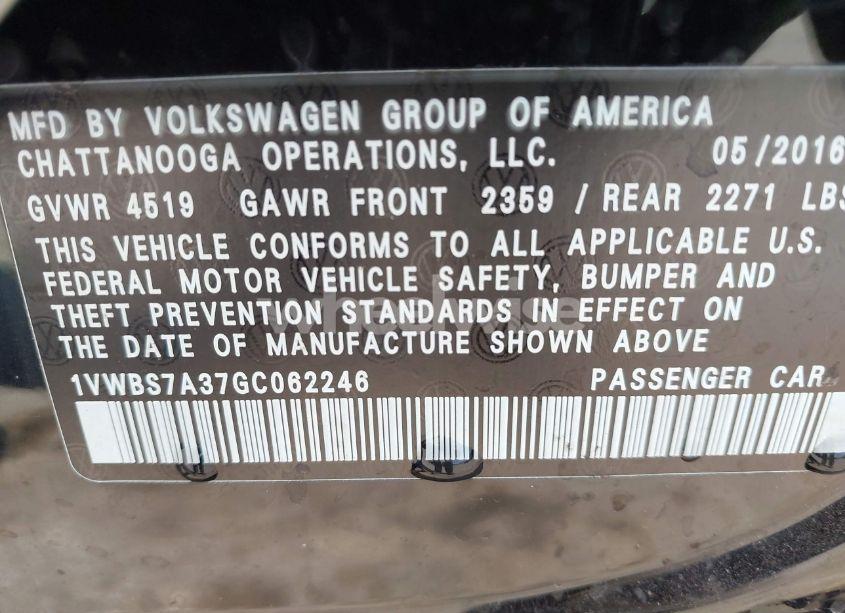 MFD BY VOLKSWAGEN GROUP OF AMERICA
CHATTANOOGA OPERATIONS, LLC. 05/2016
GVWR 4519 GAWR FRONT 2359 / REAR 2271 LBS
THIS VEHICLE CONFORMS TO ALL APPLICABLE U.S.
FEDERAL MOTOR VEHICLE SAFETY, BUMPER AND
THEFT PREVENTION STANDARDS IN EFFECT ON
THE DATE OF MANUFACTURE SHOWN ABOVE
1VWBS7A37GC062246 PASSENGER CAR
wheelwise